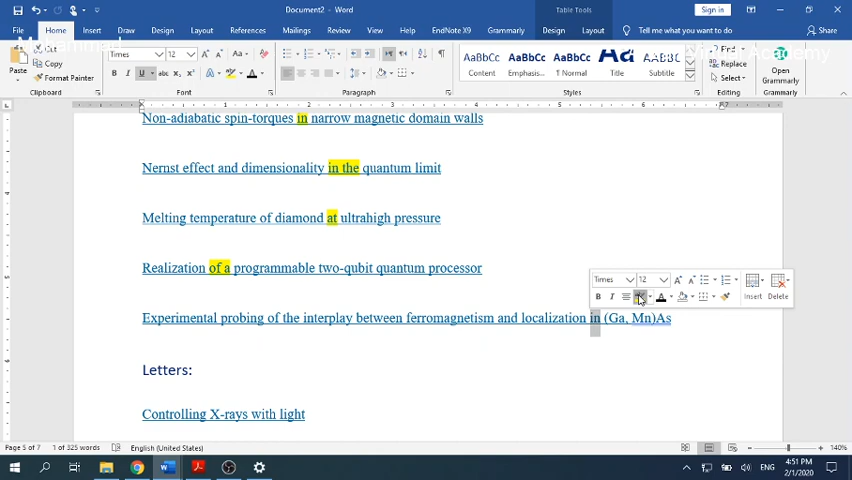 Document2 - Word
Table Tools
Sign in
File Home Insert Draw Design Layout References Mailings Review View Help EndNote X9 Grammarly Design Layout Tell me what you want to do Share
Cut
Copy
Format Painter
Paste
Clipboard
Times 12
Font
Paragraph
AaBbCc AaBbCc AaBbCc
Content Emphasis... T Normal Title Subtitle
Styles
Find
Replace
Select
Editing
Open Grammarly
Grammarly
Academy
Non-adiabatic spin-torques in narrow magnetic domain walls
Nernst effect and dimensionality in the quantum limit
Melting temperature of diamond at ultrahigh pressure
Realization of a programmable two-qubit quantum processor
Times 12
Insert Delete
Experimental probing of the interplay between ferromagnetism and localization in (Ga, Mn)As
Letters:
Controlling X-rays with light
Page 5 of 7 1 of 325 words English (United States) 140%
ENG
4:51 PM
2/1/2020